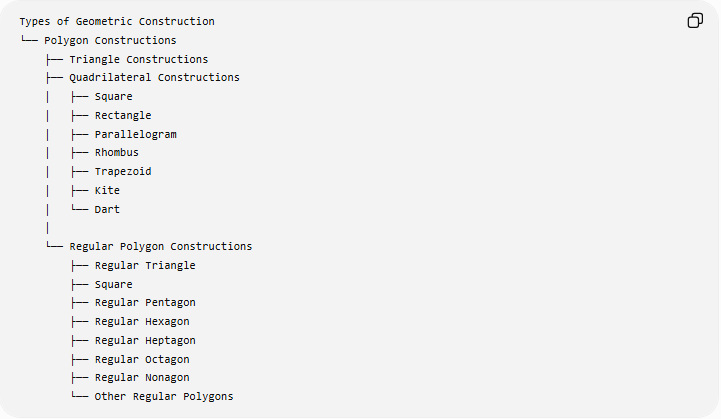 Types of Geometric Construction
└── Polygon Constructions
    ├── Triangle Constructions
    ├── Quadrilateral Constructions
    │   ├── Square
    │   ├── Rectangle
    │   ├── Parallelogram
    │   ├── Rhombus
    │   ├── Trapezoid
    │   ├── Kite
    │   └── Dart
    │
    └── Regular Polygon Constructions
        ├── Regular Triangle
        ├── Square
        ├── Regular Pentagon
        ├── Regular Hexagon
        ├── Regular Heptagon
        ├── Regular Octagon
        ├── Regular Nonagon
        └── Other Regular Polygons